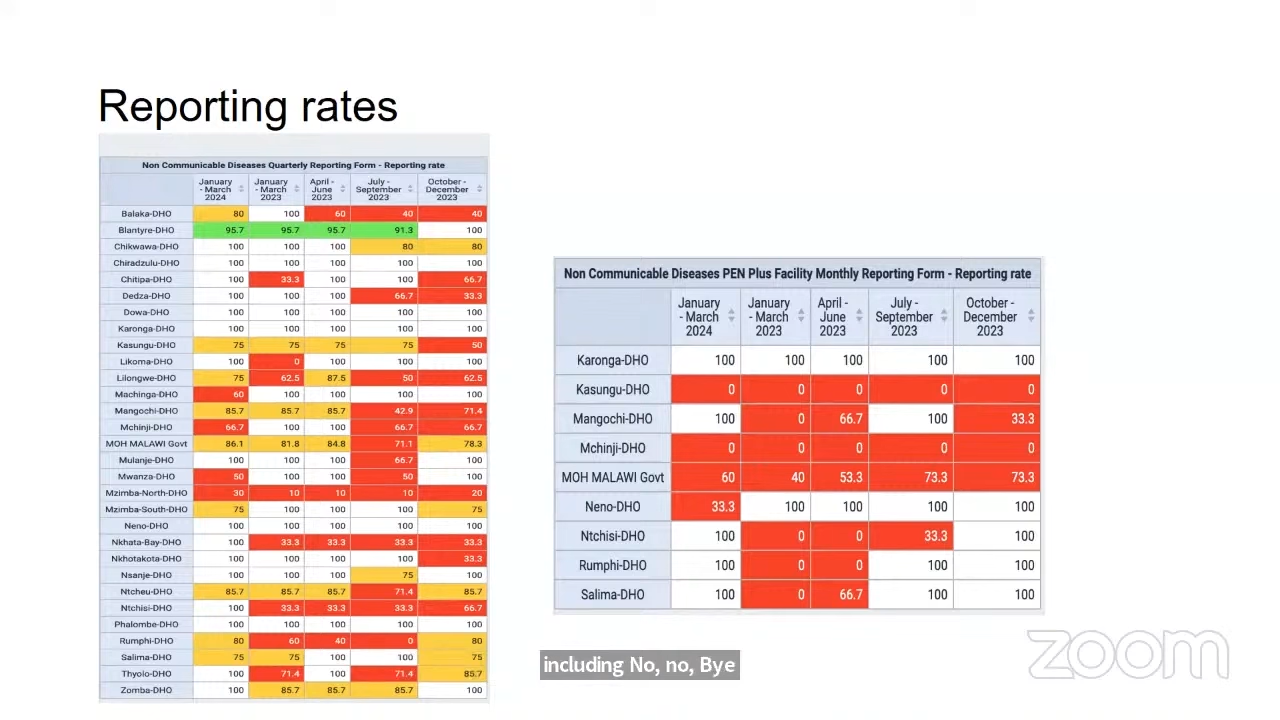 Reporting rates
Non Communicable Diseases Quarterly Reporting Form - Reporting rate
January - March 2024 January - March 2023 April - June 2023 July - September 2023 October - December 2023
Balaka-DHO 80 100 60 40 40
Blantyre-DHO 95.7 95.7 95.7 91.3 100
Chikwawa-DHO 100 100 100 80 80
Chiradzulu-DHO 100 100 100 100 100
Chitipa-DHO 100 33.3 100 100 66.7
Dedza-DHO 100 100 100 66.7 33.3
Dowa-DHO 100 100 100 100 100
Karonga-DHO 100 100 100 100 100
Kasungu-DHO 75 75 75 75 50
Likoma-DHO 100 0 100 100 100
Lilongwe-DHO 75 62.5 87.5 50 62.5
Machinga-DHO 60 100 100 100 100
Mangochi-DHO 85.7 85.7 85.7 42.9 71.4
Mchinji-DHO 66.7 100 100 66.7 66.7
MOH MALAWI Govt 86.1 81.8 84.8 71.1 78.3
Mulanje-DHO 100 100 100 66.7 100
Mwanza-DHO 50 100 100 50 100
Mzimba-North-DHO 30 10 10 10 20
Mzimba-South-DHO 75 100 100 100 75
Neno-DHO 100 100 100 100 100
Nkhata-Bay-DHO 100 33.3 33.3 33.3 33.3
Nkhotakota-DHO 100 100 100 100 33.3
Nsanje-DHO 100 100 100 75 100
Ntcheu-DHO 85.7 85.7 85.7 71.4 85.7
Ntchisi-DHO 100 33.3 33.3 33.3 66.7
Phalombe-DHO 100 100 100 100 100
Rumphi-DHO 80 60 40 0 80
Salima-DHO 75 75 100 100 75
Thyolo-DHO 100 71.4 100 71.4 85.7
Zomba-DHO 100 85.7 85.7 85.7 100
Non Communicable Diseases PEN Plus Facility Monthly Reporting Form - Reporting rate
January - March 2024 January - March 2023 April - June 2023 July - September 2023 October - December 2023
Karonga-DHO 100 100 100 100 100
Kasungu-DHO 0 0 0 0 0
Mangochi-DHO 100 0 66.7 100 33.3
Mchinji-DHO 0 0 0 0 0
MOH MALAWI Govt 60 40 53.3 73.3 73.3
Neno-DHO 33.3 100 100 100 100
Ntchisi-DHO 100 0 0 33.3 100
Rumphi-DHO 100 0 0 100 100
Salima-DHO 100 0 66.7 100 100
including No, no, Bye
zoom